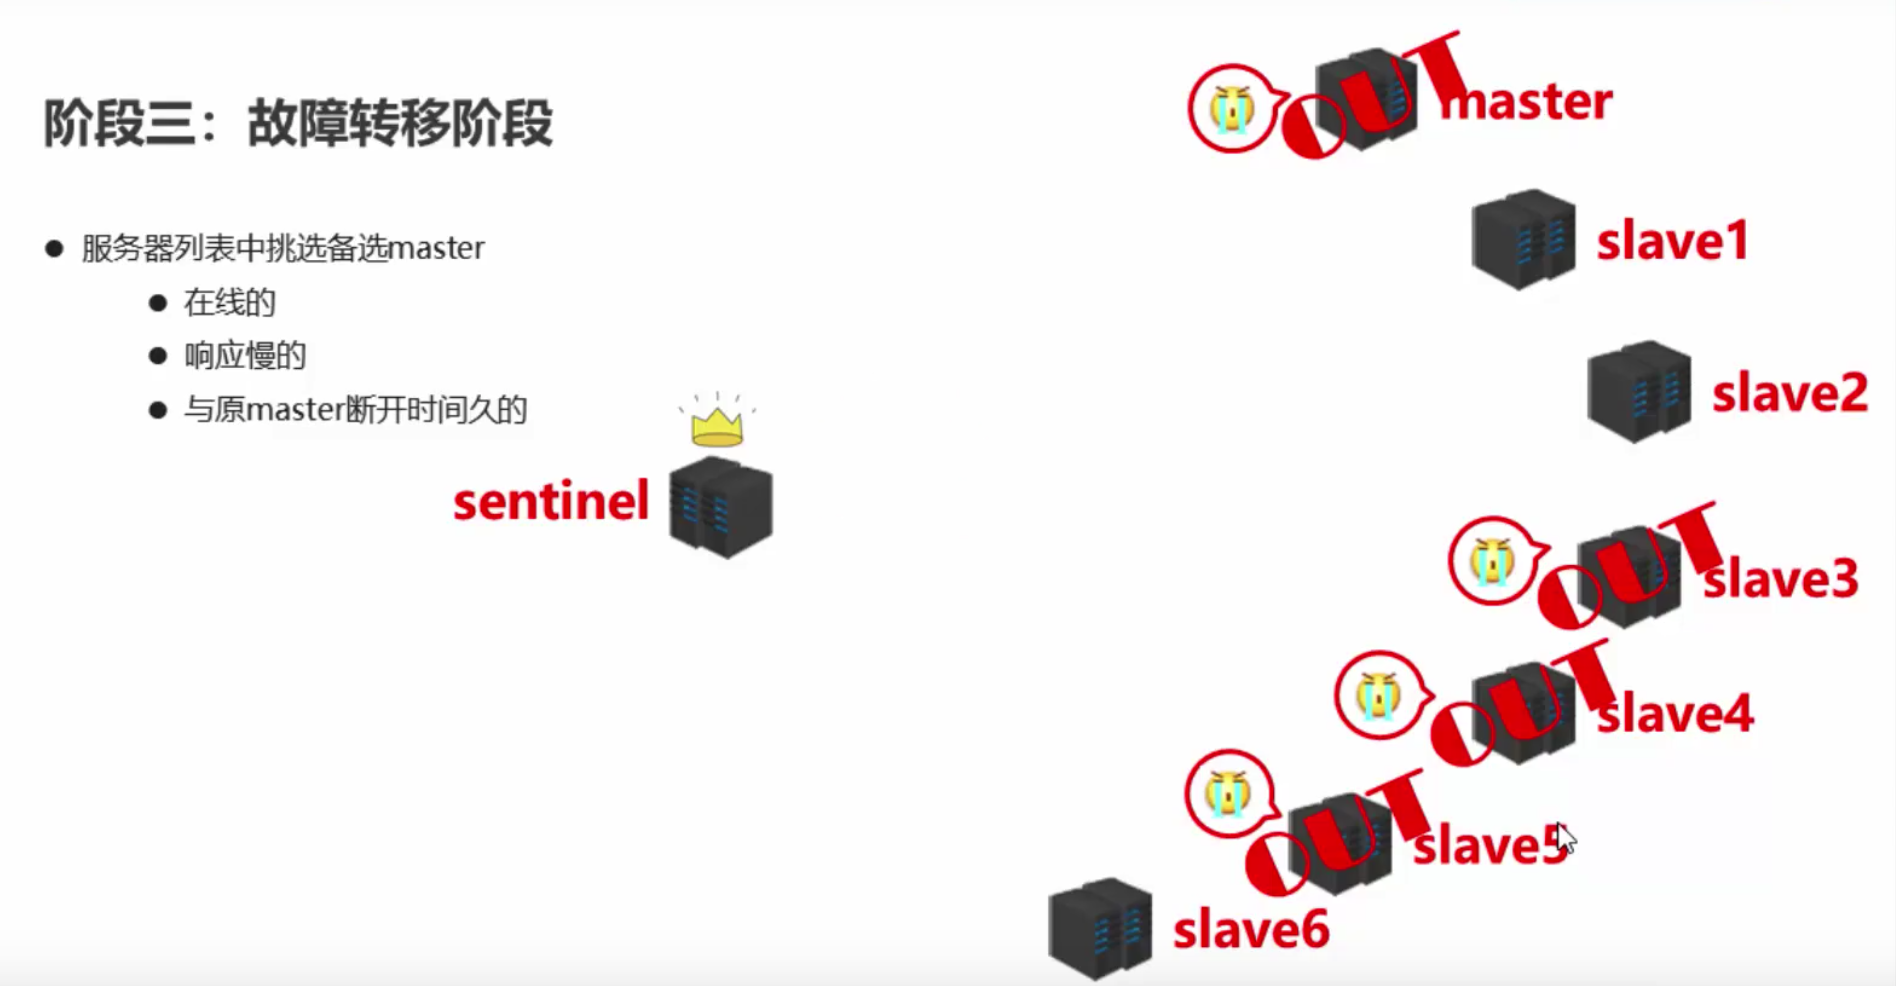 阶段三：故障转移阶段
服务器列表中挑选备选master
在线的
响应慢的
与原master断开时间久的
sentinel
OUT
master
slave1
slave2
OUT
slave3
OUT
slave4
OUT
slave5
slave6